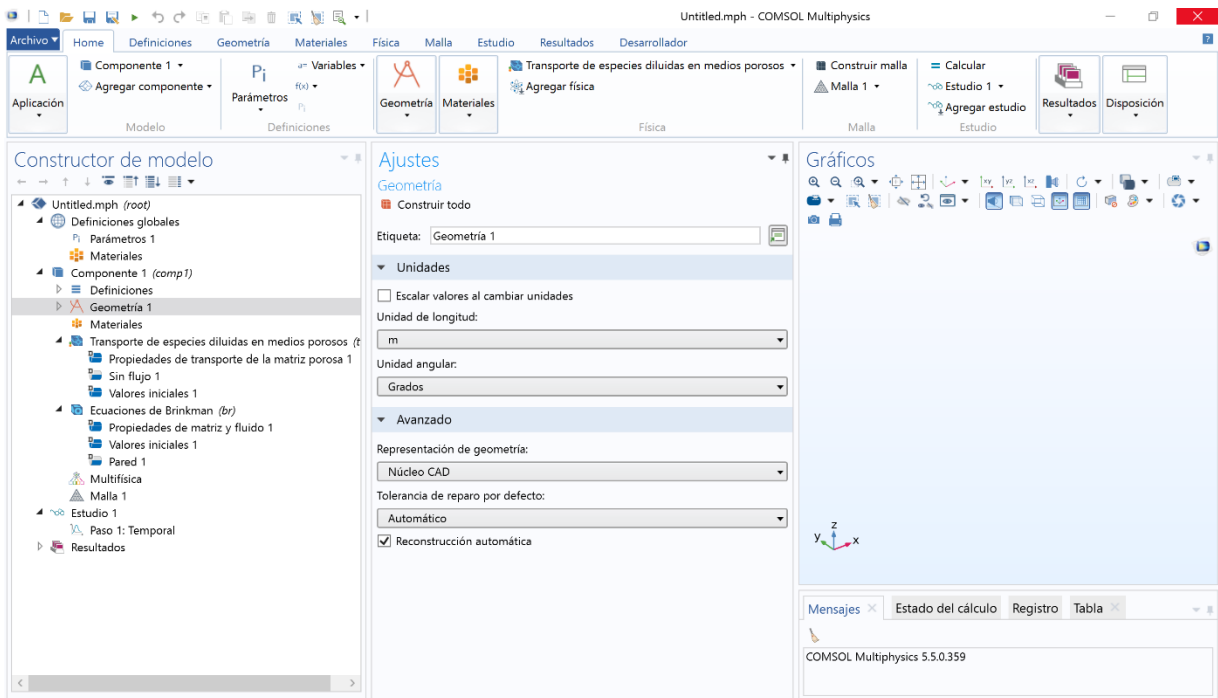 Untitled.mph - COMSOL Multiphysics
Archivo Home Definiciones Geometría Materiales Física Malla Estudio Resultados Desarrollador
A
Aplicación
Componente 1
Agregar componente
Modelo
Pi
Parámetros
a= Variables
f(x)
Pi
Definiciones
Geometría
Materiales
Transporte de especies diluidas en medios porosos
Agregar física
Física
Construir malla
Malla 1
Malla
= Calcular
Estudio 1
Agregar estudio
Estudio
Resultados
Disposición
Constructor de modelo
Untitled.mph (root)
Definiciones globales
Pi Parámetros 1
Materiales
Componente 1 (comp1)
Definiciones
Geometría 1
Materiales
Transporte de especies diluidas en medios porosos (t
Propiedades de transporte de la matriz porosa 1
Sin flujo 1
Valores iniciales 1
Ecuaciones de Brinkman (br)
Propiedades de matriz y fluido 1
Valores iniciales 1
Pared 1
Multifísica
Malla 1
Estudio 1
Paso 1: Temporal
Resultados
Ajustes
Geometría
Construir todo
Etiqueta: Geometría 1
Unidades
Escalar valores al cambiar unidades
Unidad de longitud:
m
Unidad angular:
Grados
Avanzado
Representación de geometría:
Núcleo CAD
Tolerancia de reparo por defecto:
Automático
Reconstrucción automática
Gráficos
xy yz xz
z
y x
Mensajes Estado del cálculo Registro Tabla
COMSOL Multiphysics 5.5.0.359